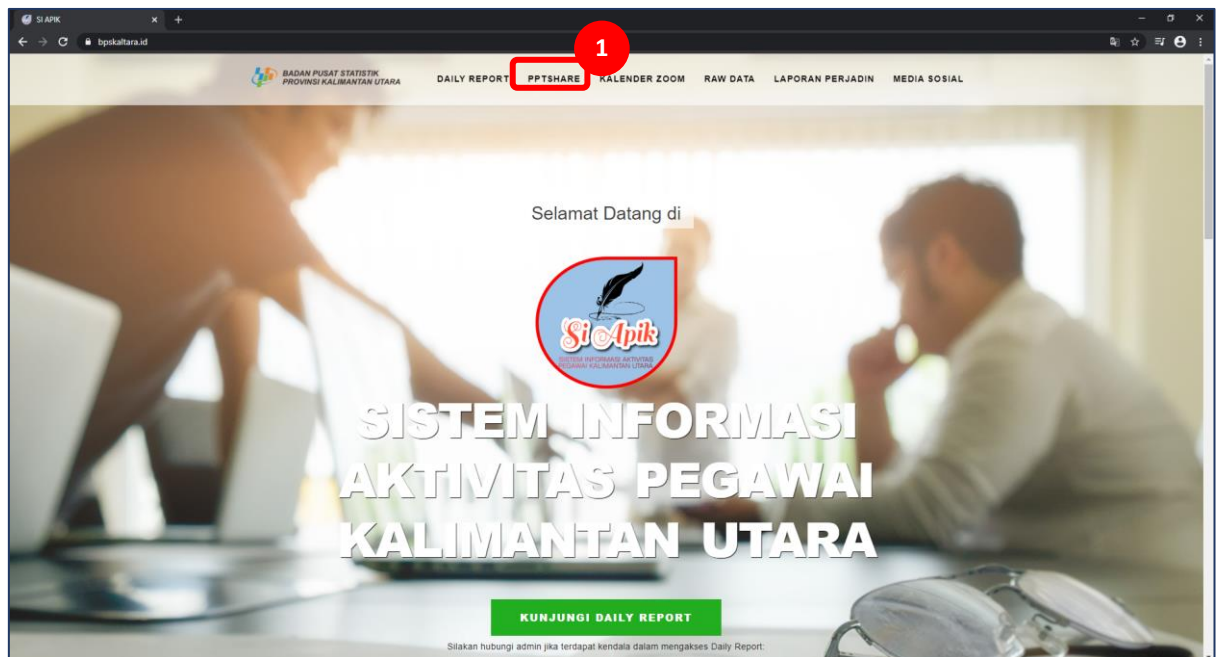 SI APIK
bpskaltara.id
1
BADAN PUSAT STATISTIK
PROVINSI KALIMANTAN UTARA
DAILY REPORT PPTSHARE KALENDER ZOOM RAW DATA LAPORAN PERJADIN MEDIA SOSIAL
Selamat Datang di
Si Apik
SISTEM INFORMASI AKTIVITAS
PEGAWAI KALIMANTAN UTARA
SISTEM INFORMASI
AKTIVITAS PEGAWAI
KALIMANTAN UTARA
KUNJUNGI DAILY REPORT
Silakan hubungi admin jika terdapat kendala dalam mengakses Daily Report: